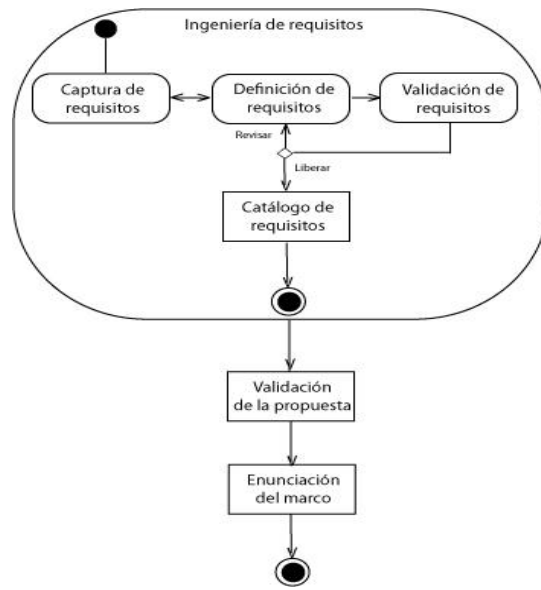 Ingeniería de requisitos
Captura de
requisitos
Definición de
requisitos
Validación de
requisitos
Revisar
Liberar
Catálogo de
requisitos
Validación
de la propuesta
Enunciación
del marco